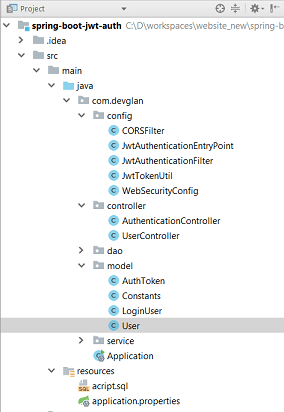 Project
spring-boot-jwt-auth C:\D\workspaces\website_new\spring-b
.idea
src
main
java
com.devglan
config
CORSFilter
JwtAuthenticationEntryPoint
JwtAuthenticationFilter
JwtTokenUtil
WebSecurityConfig
controller
AuthenticationController
UserController
dao
model
AuthToken
Constants
LoginUser
User
service
Application
resources
acript.sql
application.properties